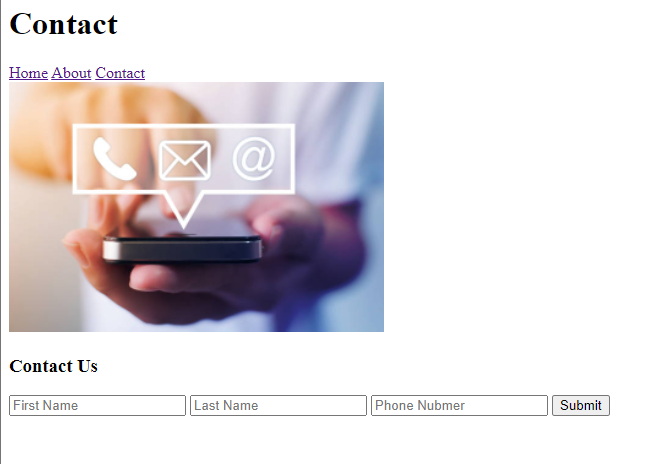 Contact
Home About Contact
@
Contact Us
First Name Last Name Phone Nubmer Submit